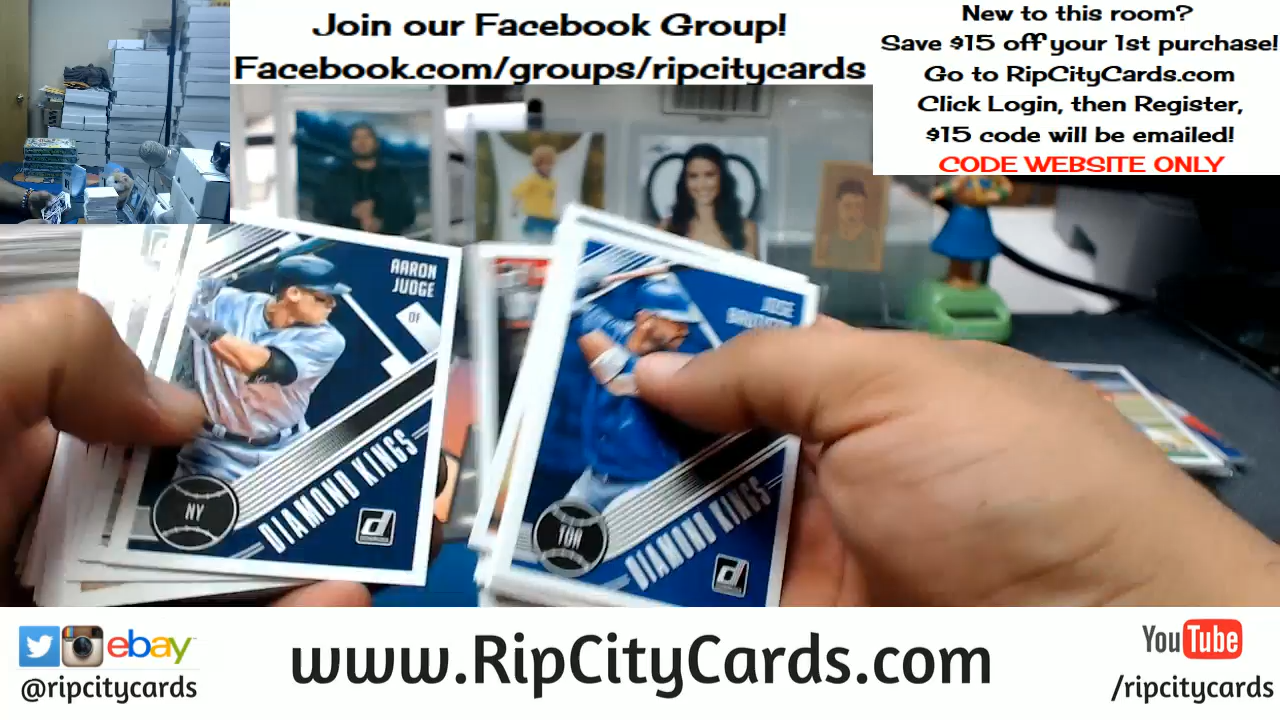 Join our Facebook Group!
Facebook.com/groups/ripcitycards
New to this room?
Save $15 off your 1st purchase!
Go to RipCityCards.com
Click Login, then Register,
$15 code will be emailed!
CODE WEBSITE ONLY
AARON
JUDGE
OF
DIAMOND KINGS
NY
JOSE
TOR
DIAMOND KINGS
ebay
@ripcitycards
www.RipCityCards.com
YouTube
/ripcitycards